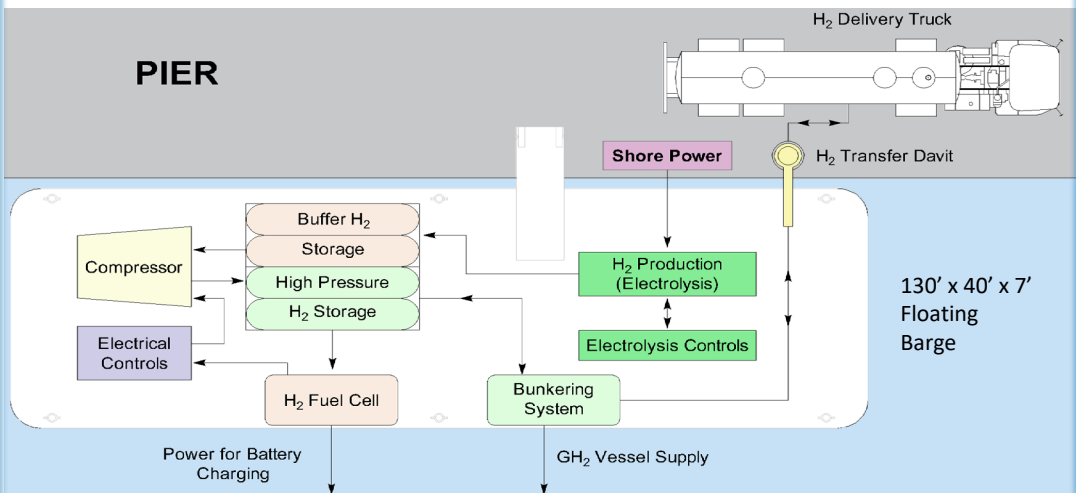 H₂ Delivery Truck
PIER
Shore Power
H₂ Transfer Davit
Buffer H₂
Storage
High Pressure
H₂ Storage
Compressor
H₂ Production
(Electrolysis)
Electrolysis Controls
Electrical
Controls
H₂ Fuel Cell
Bunkering
System
130’ x 40’ x 7’
Floating
Barge
Power for Battery
Charging
GH₂ Vessel Supply